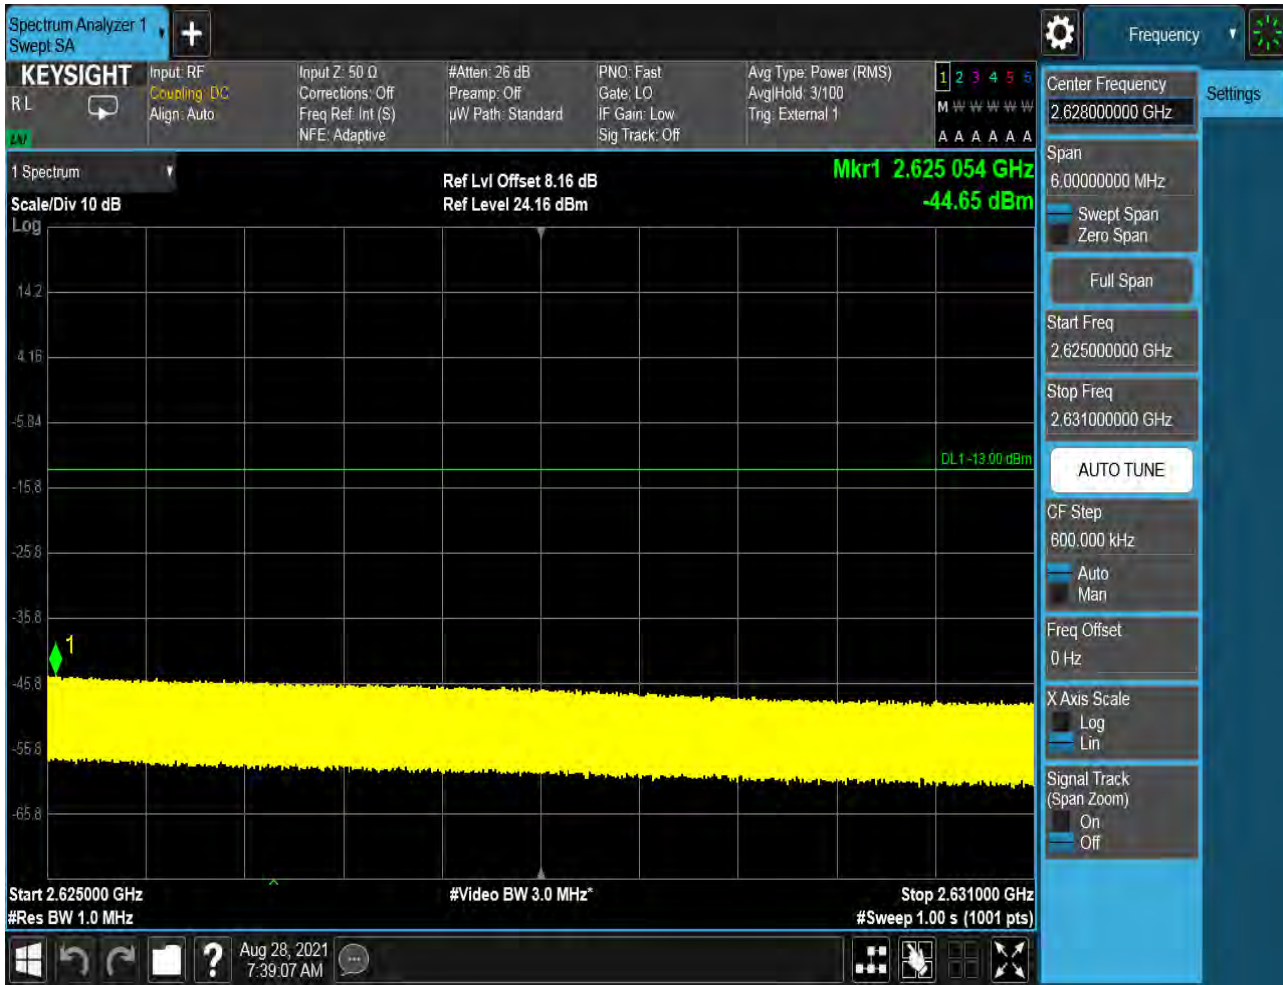 Spectrum Analyzer 1
Swept SA
+
Frequency
KEYSIGHT
R L
LNI
Input: RF
Coupling: DC
Align: Auto
Input Z: 50 Ω
Corrections: Off
Freq Ref: Int (S)
NFE: Adaptive
#Atten: 26 dB
Preamp: Off
µW Path: Standard
PNO: Fast
Gate: LO
IF Gain: Low
Sig Track: Off
Avg Type: Power (RMS)
Avg|Hold: 3/100
Trig: External 1
1 2 3 4 5 6
M W W W W W
A A A A A A
1 Spectrum
Scale/Div 10 dB
Log
Ref Lvl Offset 8.16 dB
Ref Level 24.16 dBm
Mkr1 2.625 054 GHz
-44.65 dBm
14.2
4.16
-5.84
DL1 -13.00 dBm
-15.8
-25.8
-35.8
1
-45.8
-55.8
-65.8
Start 2.625000 GHz
#Res BW 1.0 MHz
#Video BW 3.0 MHz*
Stop 2.631000 GHz
#Sweep 1.00 s (1001 pts)
Center Frequency
2.628000000 GHz
Settings
Span
6.00000000 MHz
Swept Span
Zero Span
Full Span
Start Freq
2.625000000 GHz
Stop Freq
2.631000000 GHz
AUTO TUNE
CF Step
600.000 kHz
Auto
Man
Freq Offset
0 Hz
X Axis Scale
Log
Lin
Signal Track
(Span Zoom)
On
Off
?
Aug 28, 2021
7:39:07 AM